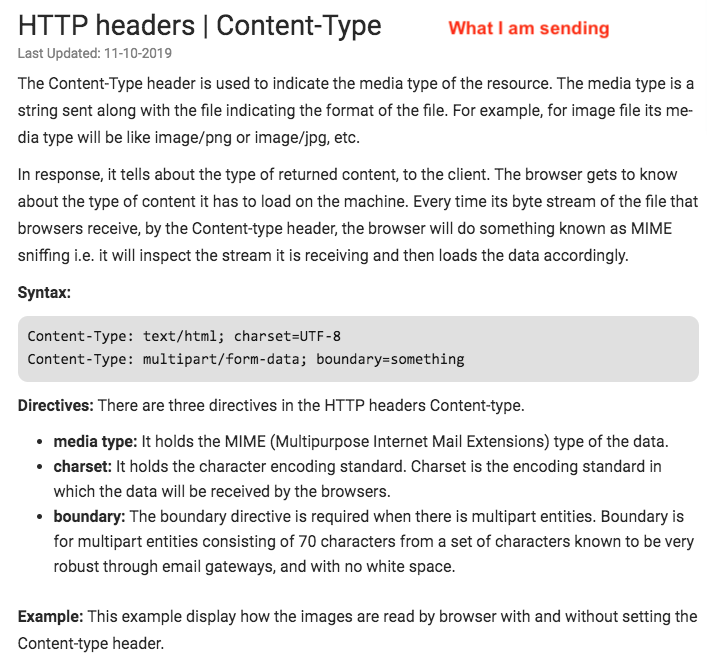 HTTP headers | Content-Type
What I am sending
Last Updated: 11-10-2019
The Content-Type header is used to indicate the media type of the resource. The media type is a
string sent along with the file indicating the format of the file. For example, for image file its me-
dia type will be like image/png or image/jpg, etc.
In response, it tells about the type of returned content, to the client. The browser gets to know
about the type of content it has to load on the machine. Every time its byte stream of the file that
browsers receive, by the Content-type header, the browser will do something known as MIME
sniffing i.e. it will inspect the stream it is receiving and then loads the data accordingly.
Syntax:
Content-Type: text/html; charset=UTF-8
Content-Type: multipart/form-data; boundary=something
Directives: There are three directives in the HTTP headers Content-type.
• media type: It holds the MIME (Multipurpose Internet Mail Extensions) type of the data.
• charset: It holds the character encoding standard. Charset is the encoding standard in
which the data will be received by the browsers.
• boundary: The boundary directive is required when there is multipart entities. Boundary is
for multipart entities consisting of 70 characters from a set of characters known to be very
robust through email gateways, and with no white space.
Example: This example display how the images are read by browser with and without setting the
Content-type header.